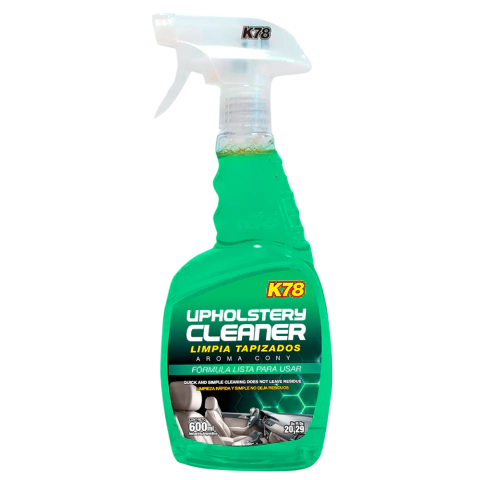 K78
K78
UPHOLSTERY
CLEANER
LIMPIA TAPIZADOS
AROMA CONY
FÓRMULA LISTA PARA USAR
QUICK AND SIMPLE CLEANING DOES NOT LEAVE RESIDUE
LIMPIEZA RÁPIDA Y SIMPLE NO DEJA RESIDUOS
600ml
20,29